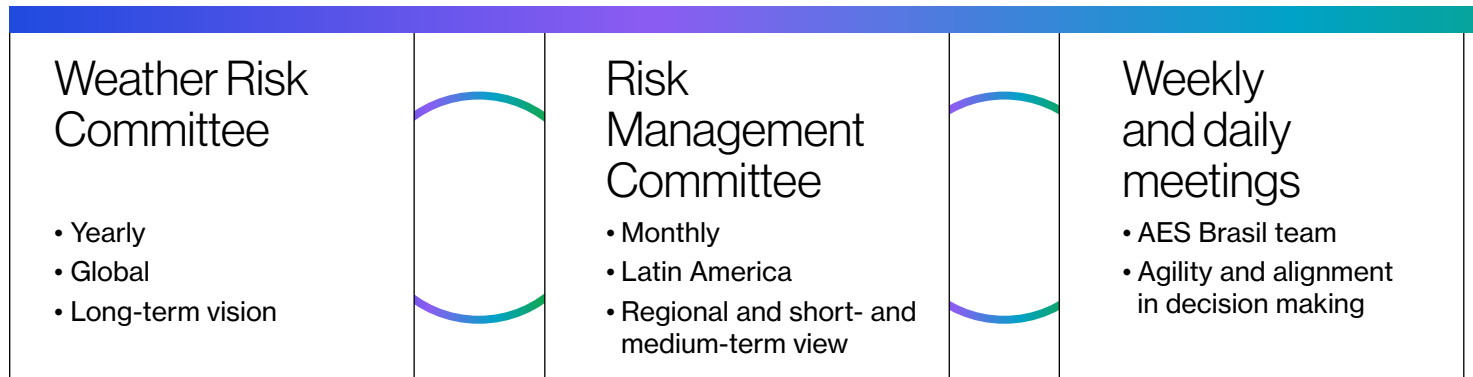 Weather Risk
Committee
• Yearly
• Global
• Long-term vision
Risk
Management
Committee
• Monthly
• Latin America
• Regional and short- and
medium-term view
Weekly
and daily
meetings
• AES Brasil team
• Agility and alignment
in decision making